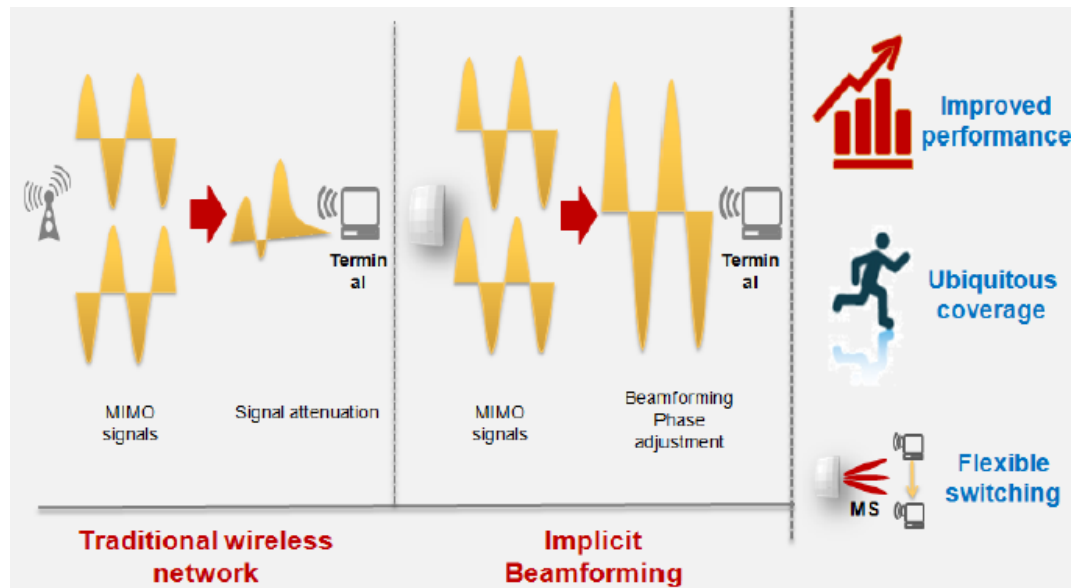 Termin
al
MIMO
signals
Signal attenuation
Traditional wireless
network
Termin
al
MIMO
signals
Beamforming
Phase
adjustment
Implicit
Beamforming
Improved
performance
Ubiquitous
coverage
MS
Flexible
switching